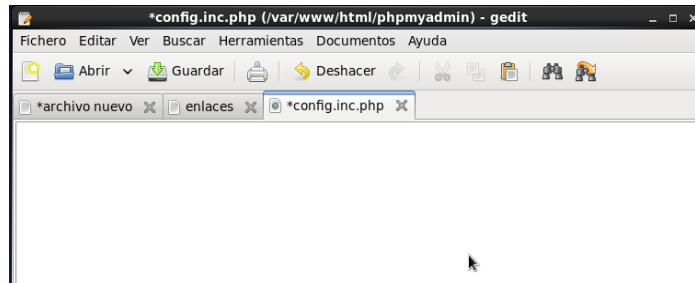 *config.inc.php (/var/www/html/phpmyadmin) - gedit
Fichero Editar Ver Buscar Herramientas Documentos Ayuda
Abrir Guardar Deshacer
*archivo nuevo enlaces *config.inc.php